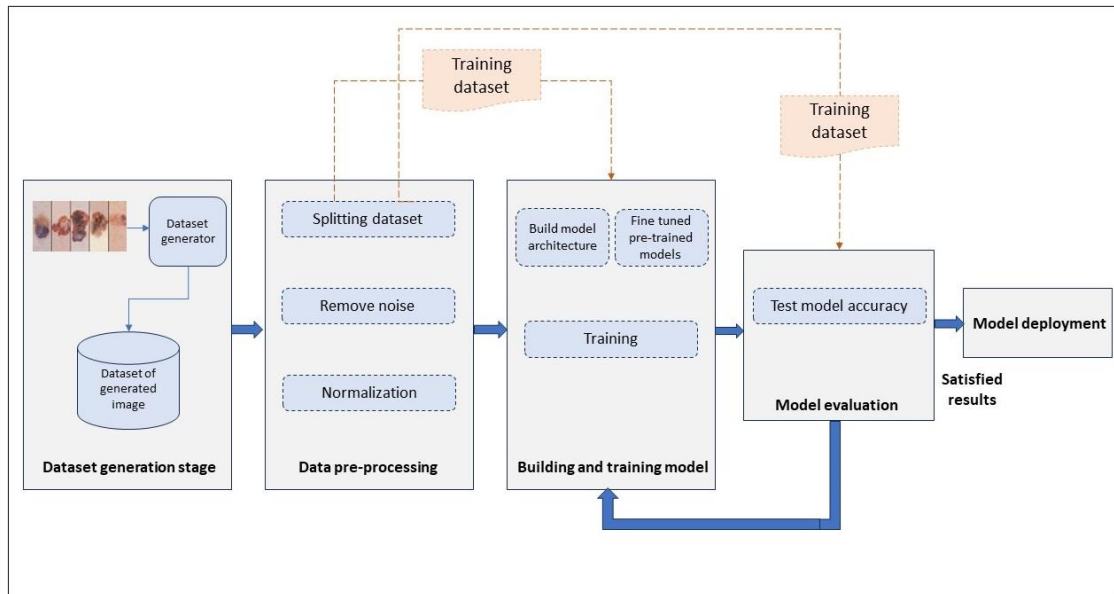 Training
dataset
Training
dataset
Dataset
generator
Dataset of
generated
image
Dataset generation stage
Splitting dataset
Remove noise
Normalization
Data pre-processing
Build model
architecture
Fine tuned
pre-trained
models
Training
Building and training model
Test model accuracy
Model evaluation
Satisfied
results
Model deployment